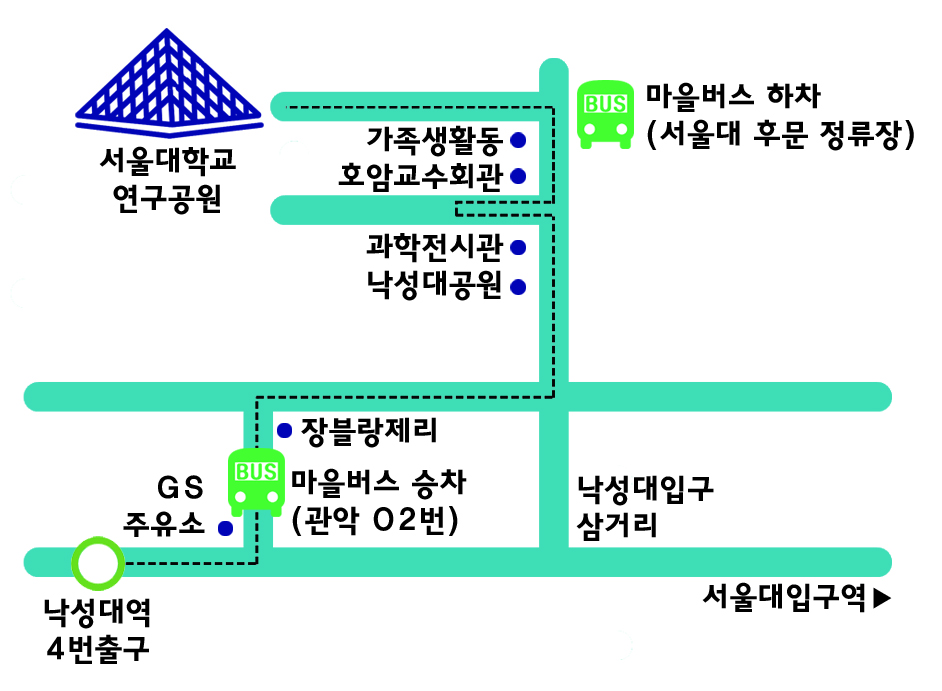 BUS
마을버스 하차
(서울대 후문 정류장)
서울대학교
연구공원
가족생활동
호암교수회관
과학전시관
낙성대공원
장블랑제리
BUS
마을버스 승차
(관악 02번)
GS
주유소
낙성대입구
삼거리
서울대입구역▶
낙성대역
4번출구